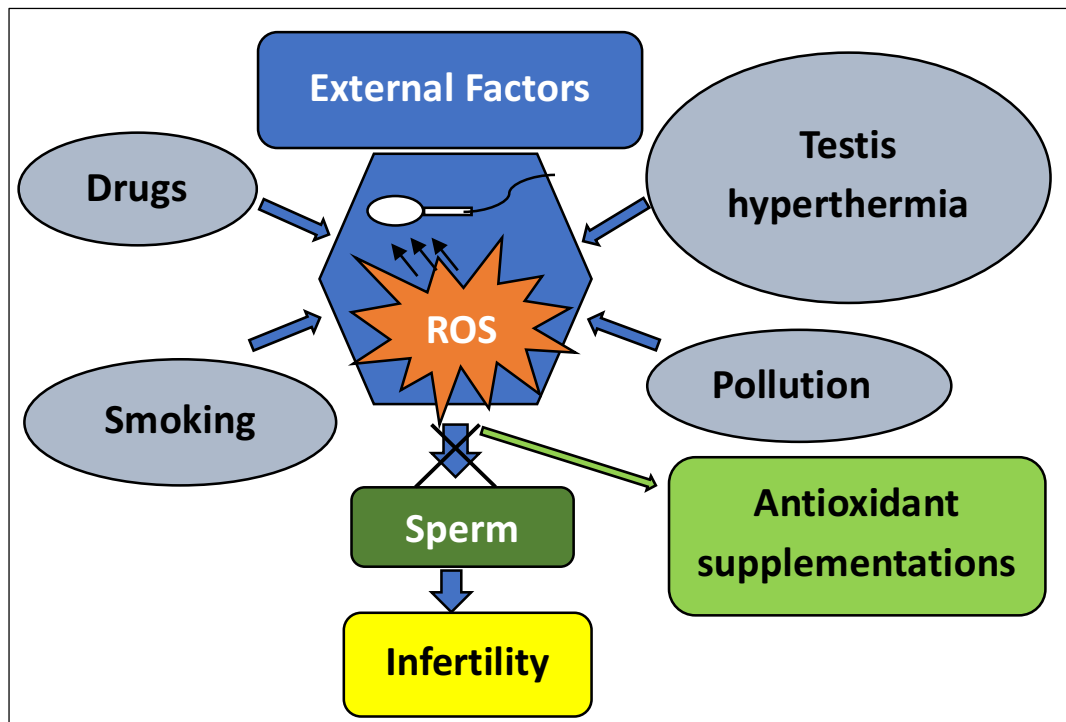 External Factors
Drugs
Testis
hyperthermia
ROS
Smoking
Pollution
Sperm
Antioxidant
supplementations
Infertility